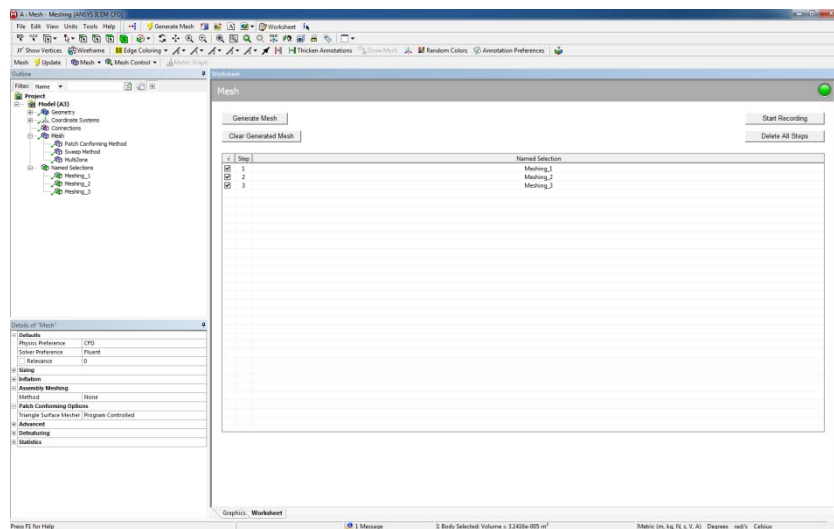 A : Mesh - Meshing [ANSYS ICEM CFD]
File Edit View Units Tools Help Generate Mesh Worksheet
Show Vertices Wireframe Edge Coloring Thicken Annotations Show Mesh Random Colors Annotation Preferences
Mesh Update Mesh Mesh Control Metric Graph
Outline
Filter: Name
Project
Model (A3)
Geometry
Coordinate Systems
Connections
Mesh
Patch Conforming Method
Sweep Method
MultiZone
Named Selections
Meshing_1
Meshing_2
Meshing_3
Details of "Mesh"
Defaults
Physics Preference CFD
Solver Preference Fluent
Relevance 0
Sizing
Inflation
Assembly Meshing
Method None
Patch Conforming Options
Triangle Surface Mesher Program Controlled
Advanced
Defeaturing
Statistics
Worksheet
Mesh
Generate Mesh Start Recording
Clear Generated Mesh Delete All Steps
Step Named Selection
1 Meshing_1
2 Meshing_2
3 Meshing_3
Graphics Worksheet
Press F1 for Help 1 Message 1 Body Selected: Volume = 3.1416e-005 m³ Metric (m, kg, N, s, V, A) Degrees rad/s Celsius